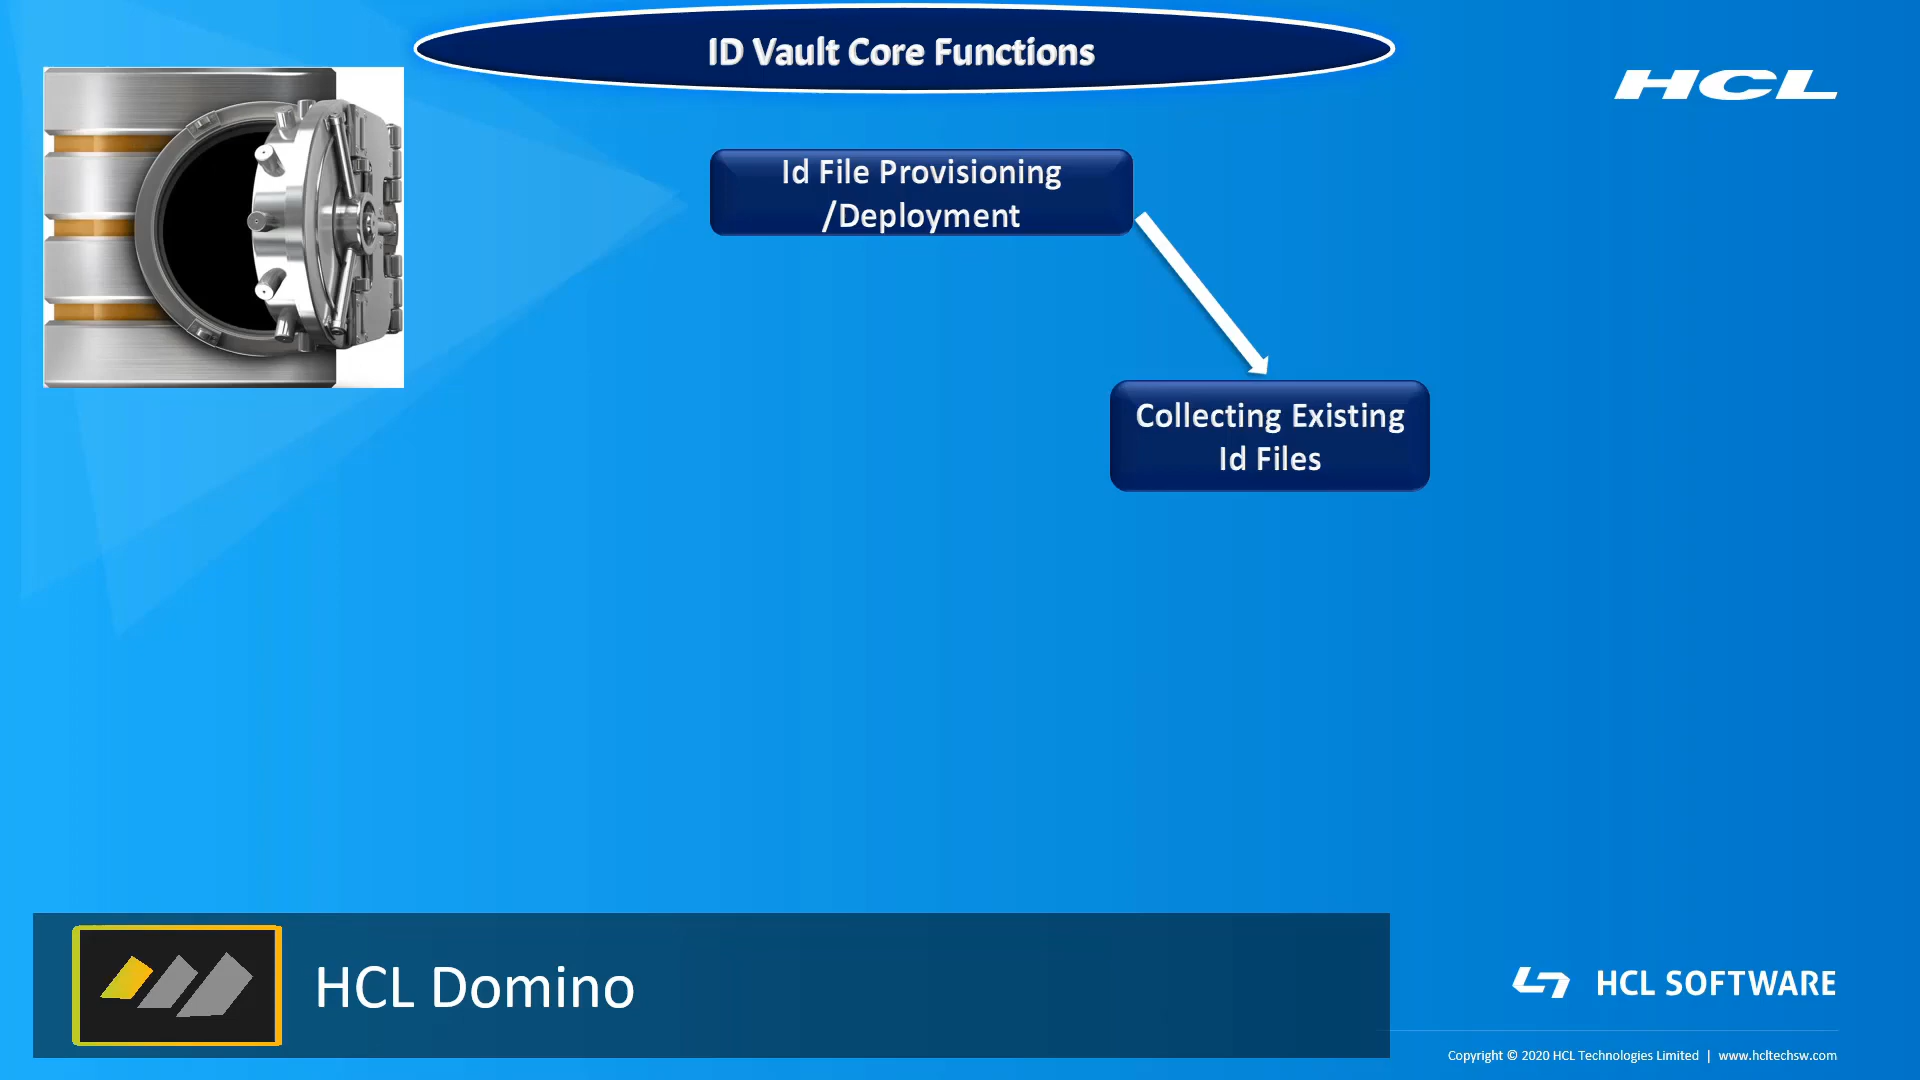 ID Vault Core Functions
HCL
Id File Provisioning
/Deployment
Collecting Existing
Id Files
HCL Domino
HCL SOFTWARE
Copyright © 2020 HCL Technologies Limited | www.hcltechsw.com